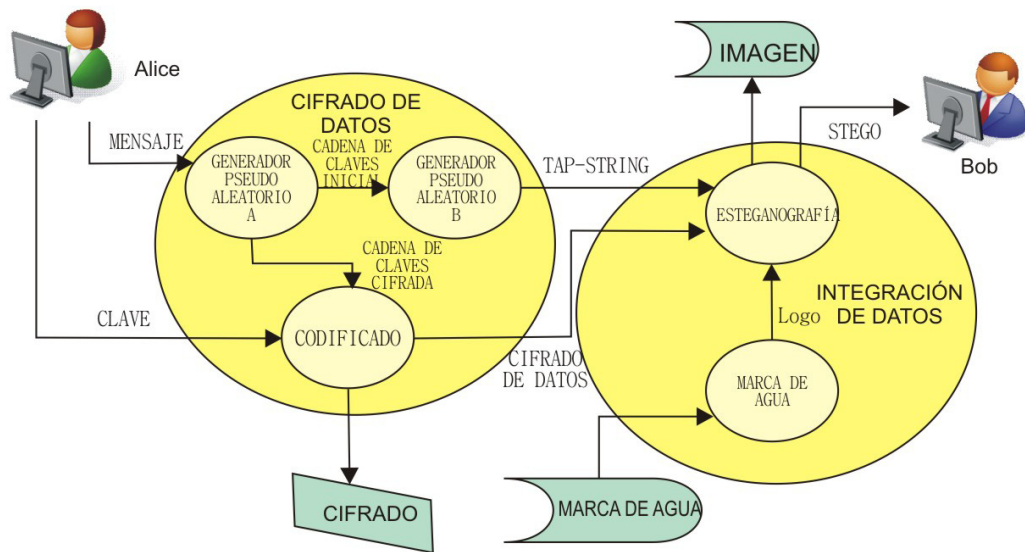 Alice
MENSAJE
CLAVE
CIFRADO DE
DATOS
GENERADOR
PSEUDO
ALEATORIO
A
CADENA DE
CLAVES
INICIAL
GENERADOR
PSEUDO
ALEATORIO
B
CADENA DE
CLAVES
CIFRADA
CODIFICADO
CIFRADO
TAP-STRING
CIFRADO
DE DATOS
IMAGEN
STEGO
Bob
ESTEGANOGRAFÍA
INTEGRACIÓN
DE DATOS
Logo
MARCA DE
AGUA
MARCA DE AGUA